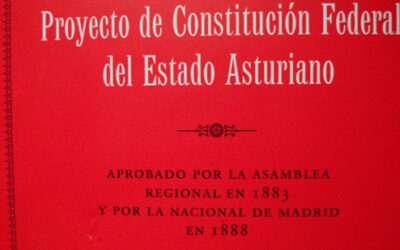 Proyecto de Constitución Federal
del Estado Asturiano
APROBADO POR LA ASAMBLEA
REGIONAL EN 1883
Y POR LA NACIONAL DE MADRID
EN 1888